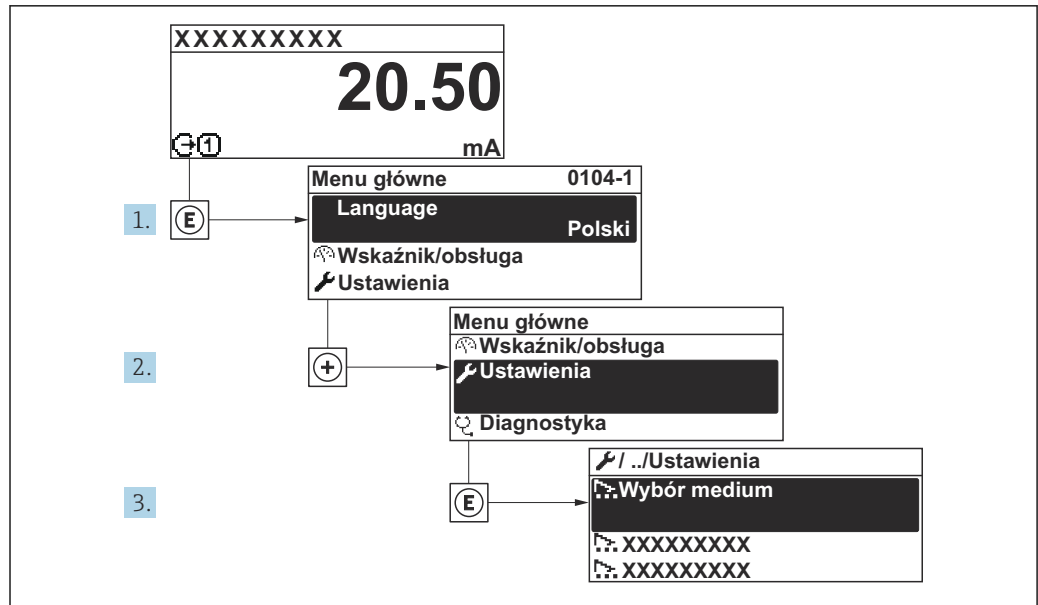 XXXXXXXXX
20.50
1 mA
1. E
Menu główne 0104-1
Language
Polski
Wskaźnik/obsługa
Ustawienia
2. +
Menu główne
Wskaźnik/obsługa
Ustawienia
Diagnostyka
3. E
/ ../Ustawienia
Wybór medium
XXXXXXXXX
XXXXXXXXX